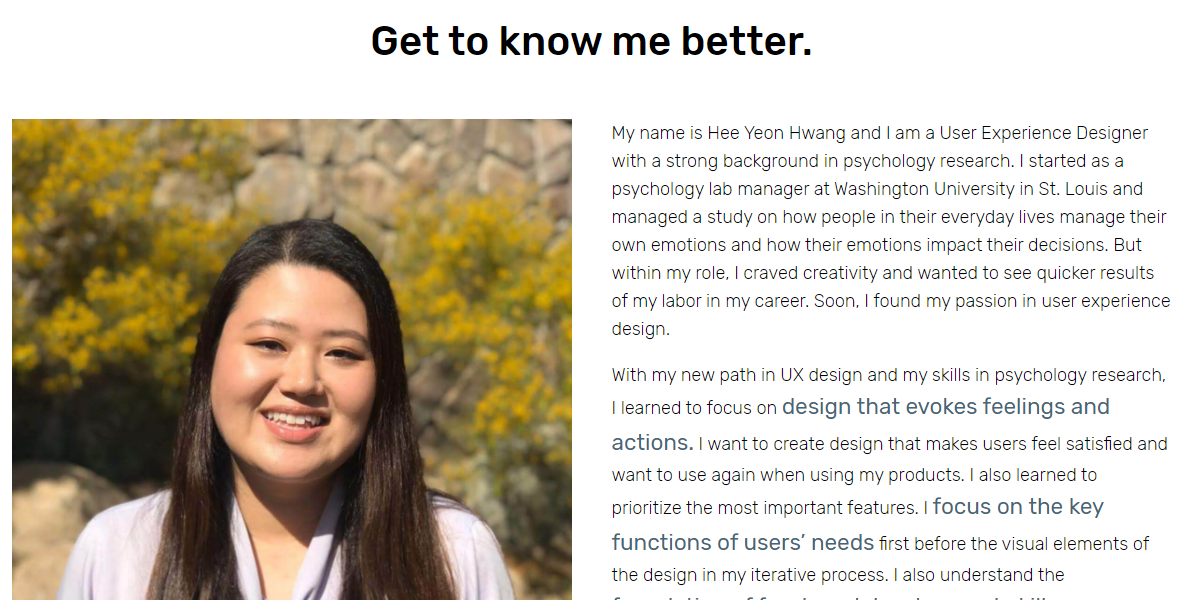 Get to know me better.
My name is Hee Yeon Hwang and I am a User Experience Designer
with a strong background in psychology research. I started as a
psychology lab manager at Washington University in St. Louis and
managed a study on how people in their everyday lives manage their
own emotions and how their emotions impact their decisions. But
within my role, I craved creativity and wanted to see quicker results
of my labor in my career. Soon, I found my passion in user experience
design.
With my new path in UX design and my skills in psychology research,
I learned to focus on design that evokes feelings and
actions. I want to create design that makes users feel satisfied and
want to use again when using my products. I also learned to
prioritize the most important features. I focus on the key
functions of users’ needs first before the visual elements of
the design in my iterative process. I also understand the